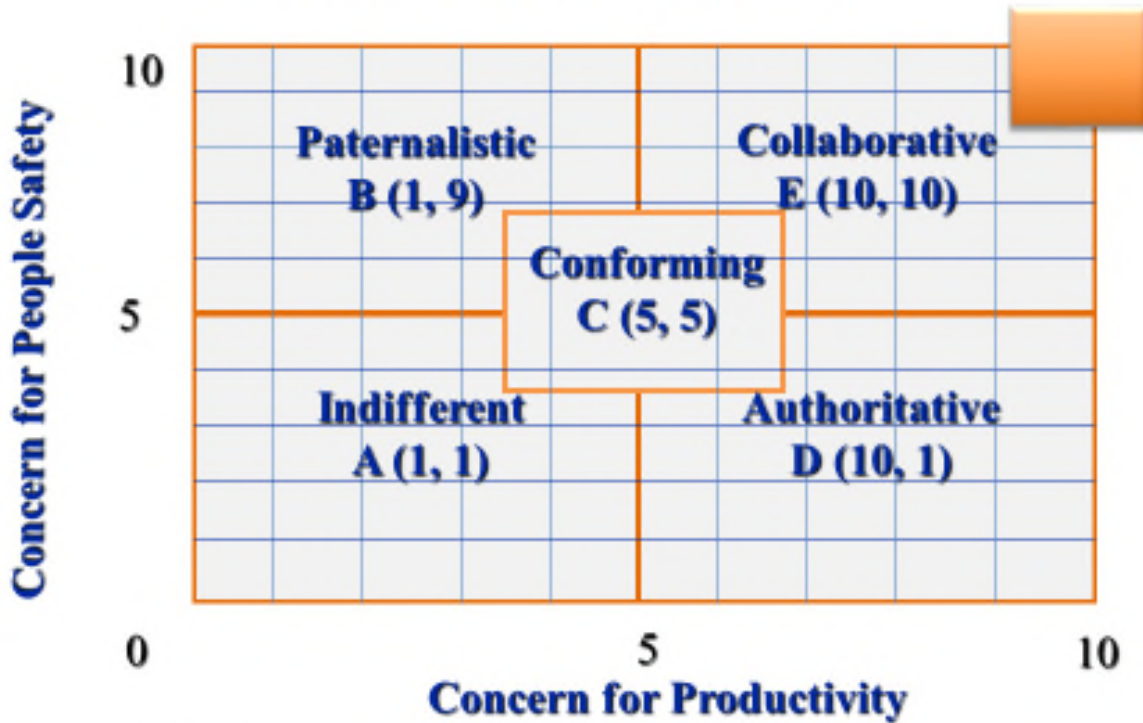 10
Concern for People Safety
Paternalistic
B (1, 9)
Collaborative
E (10, 10)
Conforming
C (5, 5)
5
Indifferent
A (1, 1)
Authoritative
D (10, 1)
0
5
10
Concern for Productivity